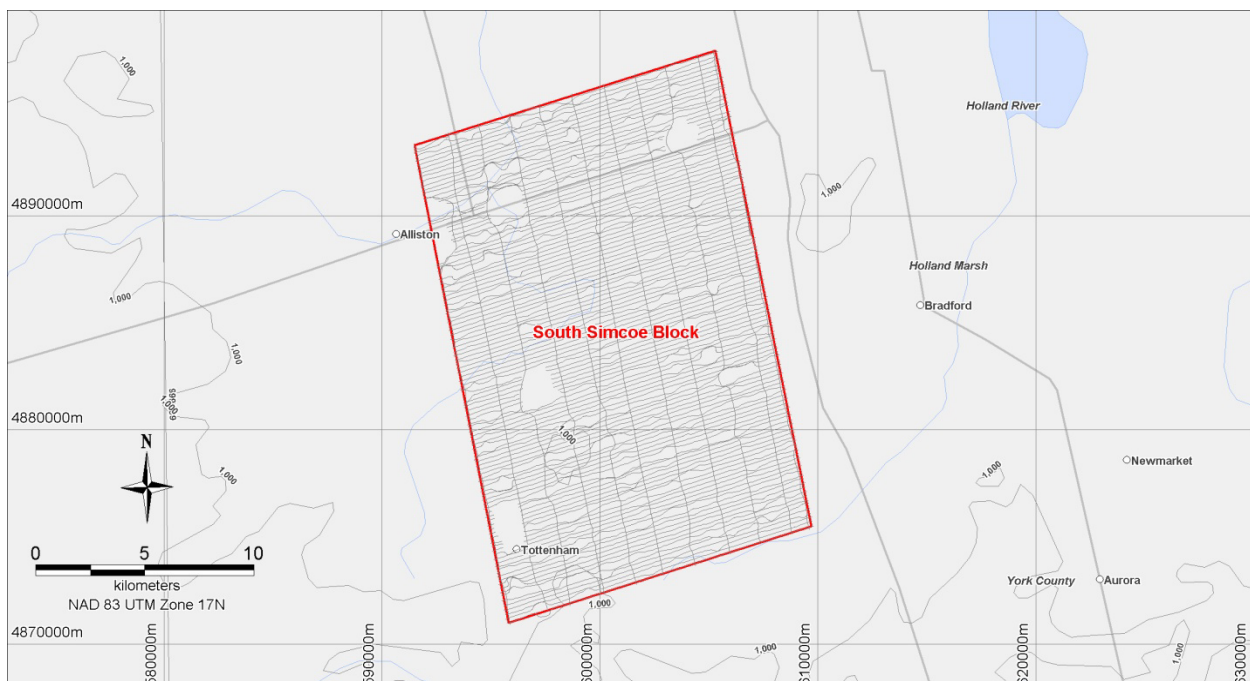 1,000
Holland River
4890000m
Alliston
1,000
Holland Marsh
1,000
Bradford
South Simcoe Block
1,000
1,000
4880000m
1,000
N
Newmarket
1,000
1,000
0 5 10
kilometers
NAD 83 UTM Zone 17N
Tottenham
York County
Aurora
1,000
4870000m
1,000
1,000
580000m
590000m
600000m
610000m
620000m
630000m